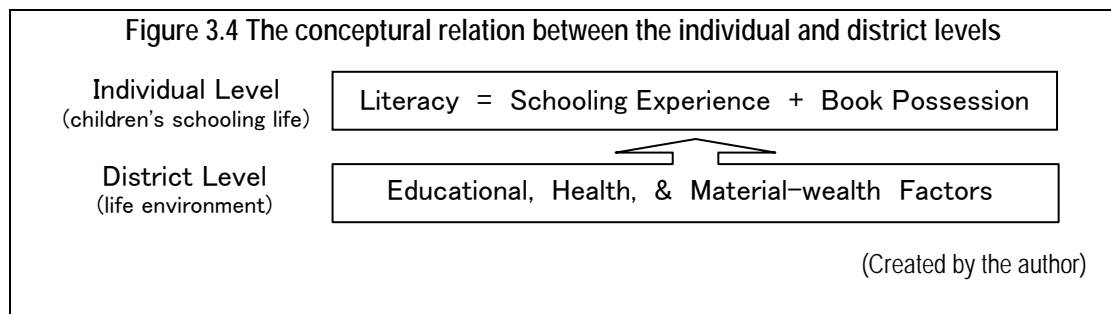 Figure 3.4 The conceptual relation between the individual and district levels
Individual Level
(children's schooling life)
Literacy = Schooling Experience + Book Possession
District Level
(life environment)
Educational, Health, & Material-wealth Factors
(Created by the author)